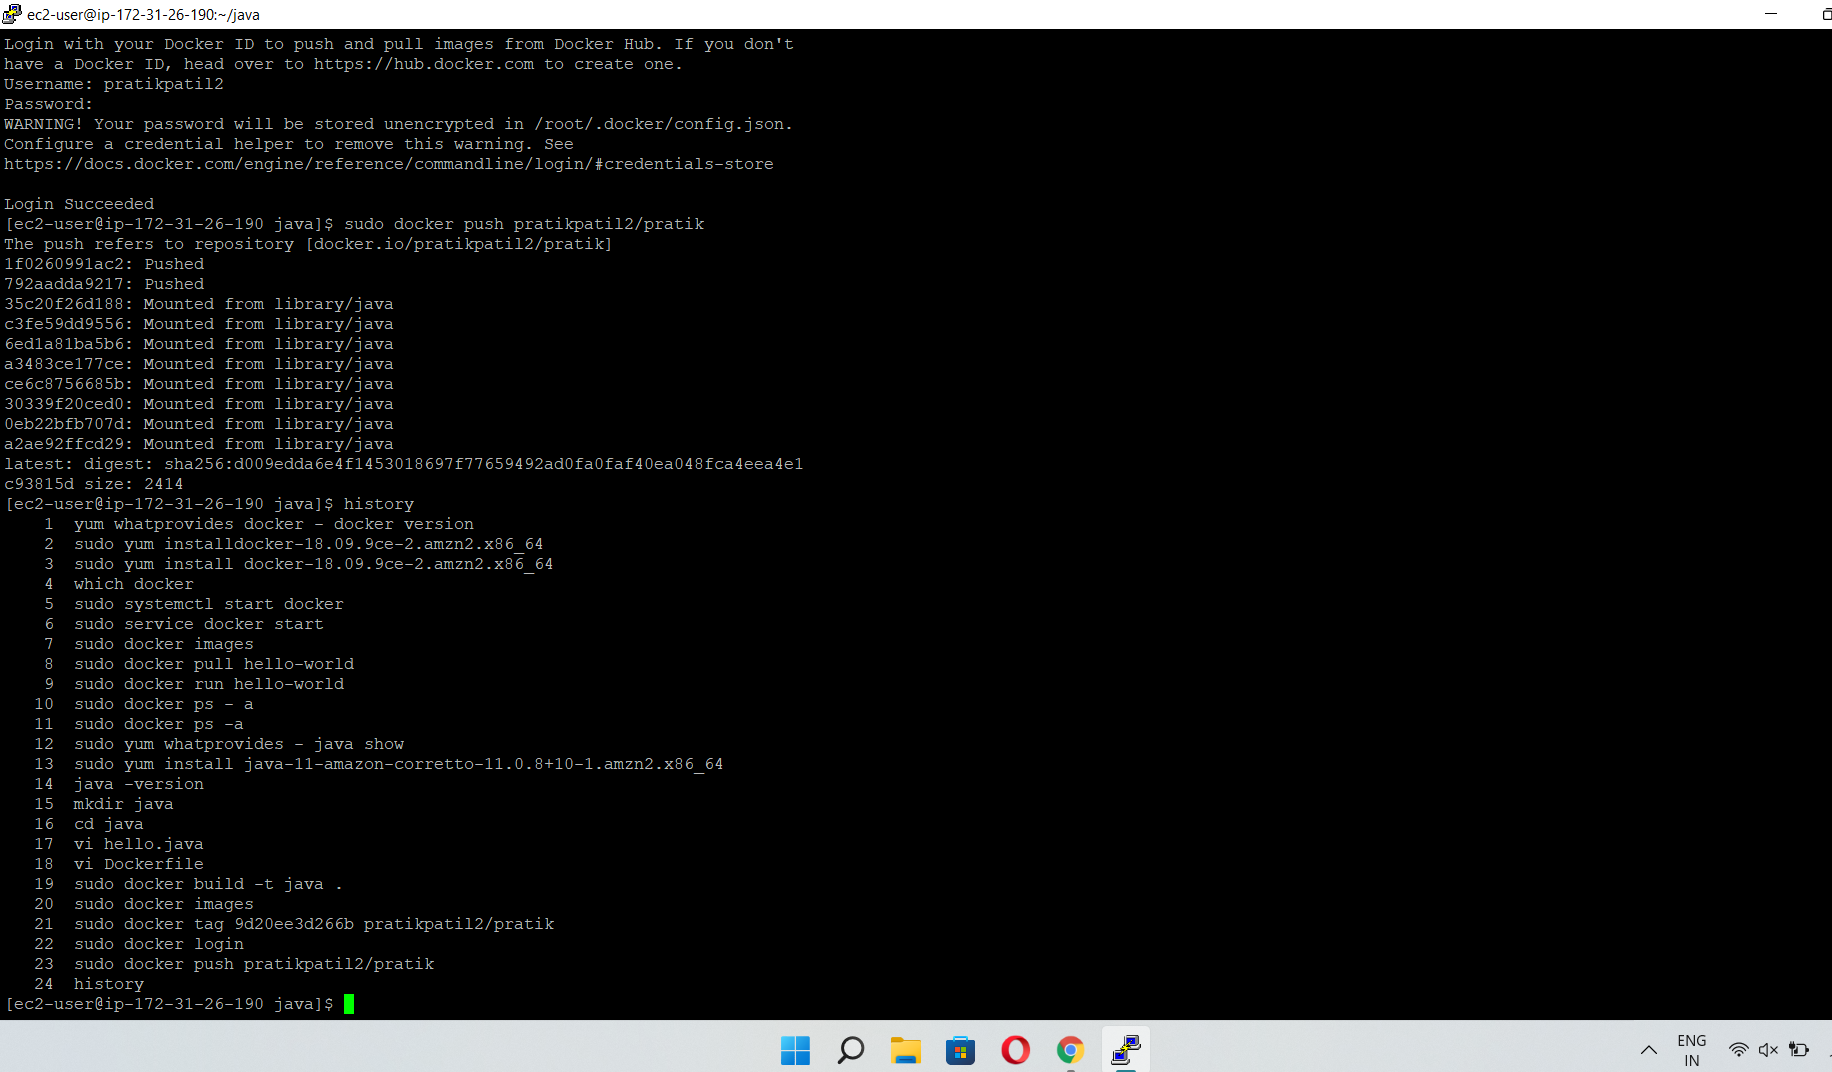 ec2-user@ip-172-31-26-190:~/java
Login with your Docker ID to push and pull images from Docker Hub. If you don't
have a Docker ID, head over to https://hub.docker.com to create one.
Username: pratikpatil2
Password:
WARNING! Your password will be stored unencrypted in /root/.docker/config.json.
Configure a credential helper to remove this warning. See
https://docs.docker.com/engine/reference/commandline/login/#credentials-store
Login Succeeded
[ec2-user@ip-172-31-26-190 java]$ sudo docker push pratikpatil2/pratik
The push refers to repository [docker.io/pratikpatil2/pratik]
1f0260991ac2: Pushed
792aadda9217: Pushed
35c20f26d188: Mounted from library/java
c3fe59dd9556: Mounted from library/java
6ed1a81ba5b6: Mounted from library/java
a3483ce177ce: Mounted from library/java
ce6c8756685b: Mounted from library/java
30339f20ced0: Mounted from library/java
0eb22bfb707d: Mounted from library/java
a2ae92ffcd29: Mounted from library/java
latest: digest: sha256:d009edda6e4f1453018697f77659492ad0fa0faf40ea048fca4eea4e1
c93815d size: 2414
[ec2-user@ip-172-31-26-190 java]$ history
1 yum whatprovides docker - docker version
2 sudo yum installdocker-18.09.9ce-2.amzn2.x86_64
3 sudo yum install docker-18.09.9ce-2.amzn2.x86_64
4 which docker
5 sudo systemctl start docker
6 sudo service docker start
7 sudo docker images
8 sudo docker pull hello-world
9 sudo docker run hello-world
10 sudo docker ps - a
11 sudo docker ps -a
12 sudo yum whatprovides - java show
13 sudo yum install java-11-amazon-corretto-11.0.8+10-1.amzn2.x86_64
14 java -version
15 mkdir java
16 cd java
17 vi hello.java
18 vi Dockerfile
19 sudo docker build -t java .
20 sudo docker images
21 sudo docker tag 9d20ee3d266b pratikpatil2/pratik
22 sudo docker login
23 sudo docker push pratikpatil2/pratik
24 history
[ec2-user@ip-172-31-26-190 java]$
ENG
IN